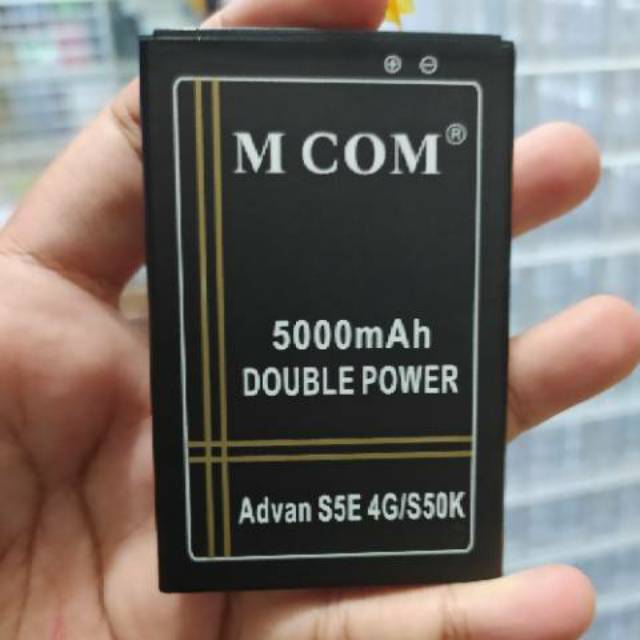 ⊕ ⊖
M COM®
5000mAh
DOUBLE POWER
Advan S5E 4G/S50K